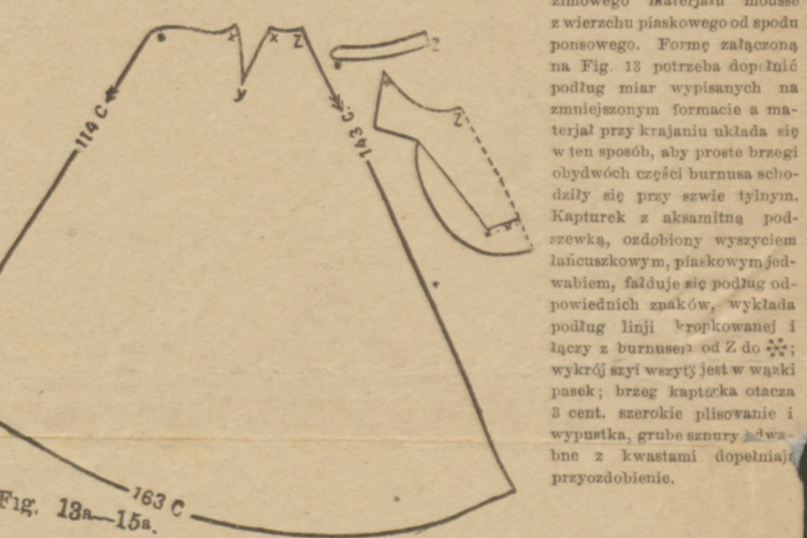 zimowego materjału mousse
z wierzchu piaskowego od spodu
ponsowego. Formę załączoną
na Fig. 13 potrzeba dopełnić
podług miar wypisanych na
zmniejszonym formacie a ma-
terjał przy krajaniu układa się
w ten sposób, aby proste brzegi
obydwóch części burnusa scho-
dziły się przy szwie tylnym.
Kapturek z aksamitną pod-
szewką, ozdobiony wyszyciem
łańcuszkowym, piaskowym jed-
wabiem, fałduje się podług od-
powiednich znaków, wykłada
podług linji kropkowanej i
łączy z burnusem od Z do ;
wykrój szyi wszyty jest w wązki
pasek; brzeg kapturka otacza
3 cent. szerokie plisowanie i
wypustka, grube sznury jedwa-
bne z kwastami dopełniają
przyozdobienie.
x
x
Z
y
Z
Z
114 C
143 C.
163 C
Fig. 13a—15a.